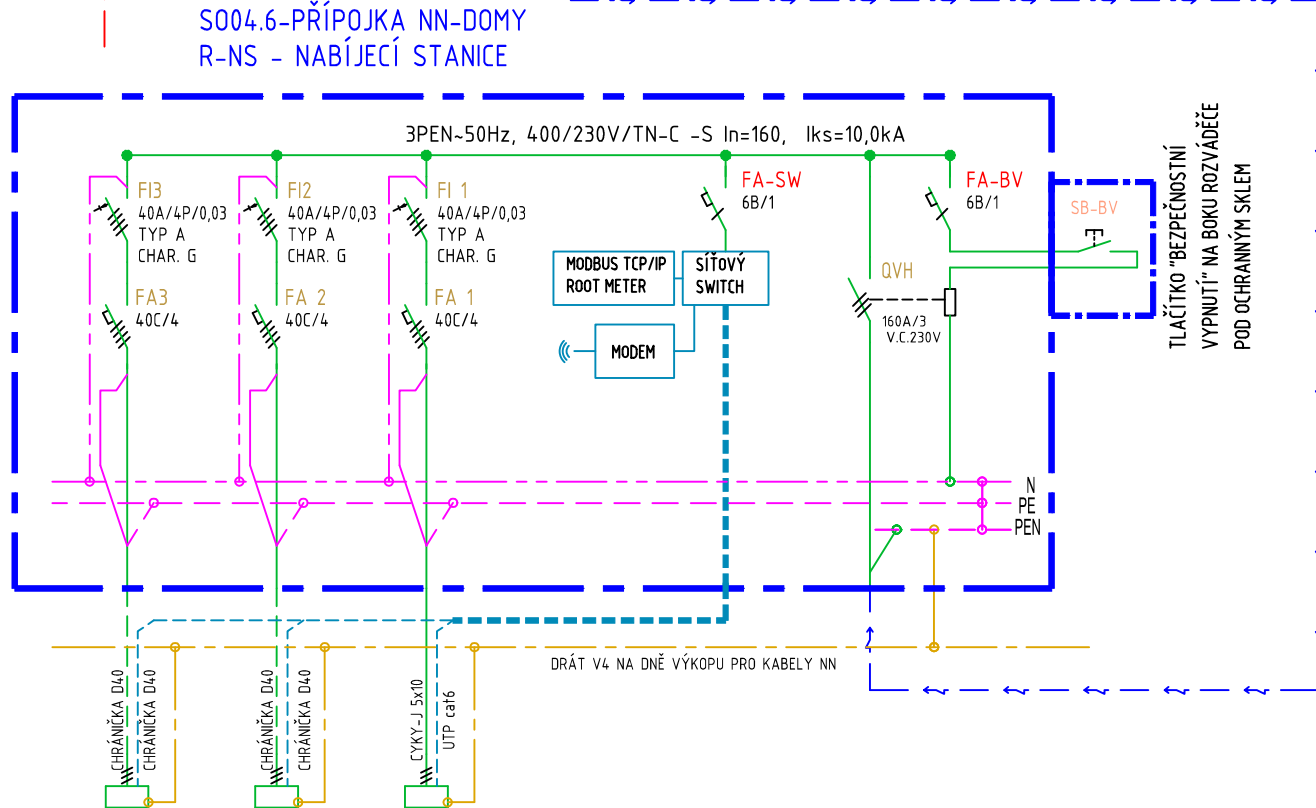 SO04.6-PŘÍPOJKA NN-DOMY
R-NS - NABÍJECÍ STANICE
3PEN~50Hz, 400/230V/TN-C -S In=160, Iks=10,0kA
FI3
40A/4P/0,03
TYP A
CHAR. G
FI2
40A/4P/0,03
TYP A
CHAR. G
FI 1
40A/4P/0,03
TYP A
CHAR. G
FA-SW
6B/1
FA-BV
6B/1
SB-BV
TLAČÍTKO "BEZPEČNOSTNÍ
VYPNUTÍ" NA BOKU ROZVÁDĚČE
POD OCHRANNÝM SKLEM
MODBUS TCP/IP
ROOT METER
SÍŤOVÝ
SWITCH
QVH
160A/3
V.C.230V
FA3
40C/4
FA 2
40C/4
FA 1
40C/4
MODEM
N
PE
PEN
DRÁT V4 NA DNĚ VÝKOPU PRO KABELY NN
CHRÁNIČKA D40
CHRÁNIČKA D40
CHRÁNIČKA D40
CHRÁNIČKA D40
CYKY-J 5x10
UTP cat6